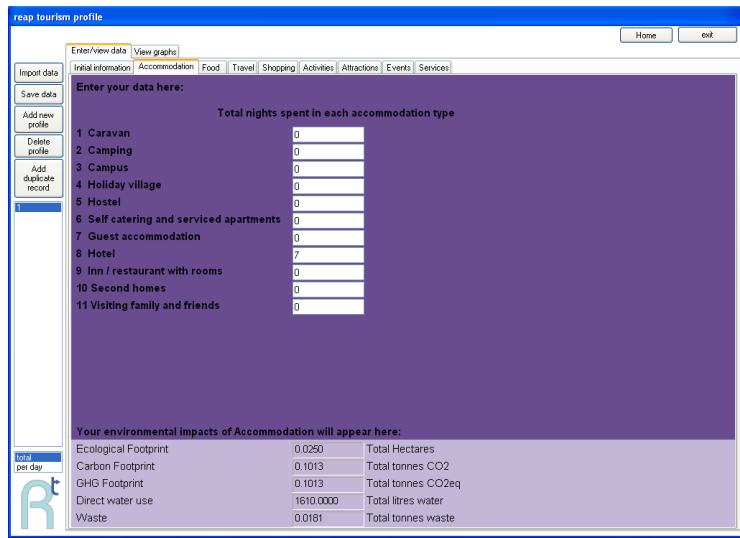 reap tourism profile
Home exit
Enter/view data View graphs
Initial information Accommodation Food Travel Shopping Activities Attractions Events Services
Import data
Save data
Add new
profile
Delete
profile
Add
duplicate
record
1
total
per day
Rt
Enter your data here:
Total nights spent in each accommodation type
1 Caravan 0
2 Camping 0
3 Campus 0
4 Holiday village 0
5 Hostel 0
6 Self catering and serviced apartments 0
7 Guest accommodation 0
8 Hotel 7
9 Inn / restaurant with rooms 0
10 Second homes 0
11 Visiting family and friends 0
Your environmental impacts of Accommodation will appear here:
Ecological Footprint 0.0250 Total Hectares
Carbon Footprint 0.1013 Total tonnes CO2
GHG Footprint 0.1013 Total tonnes CO2eq
Direct water use 1610.0000 Total litres water
Waste 0.0181 Total tonnes waste